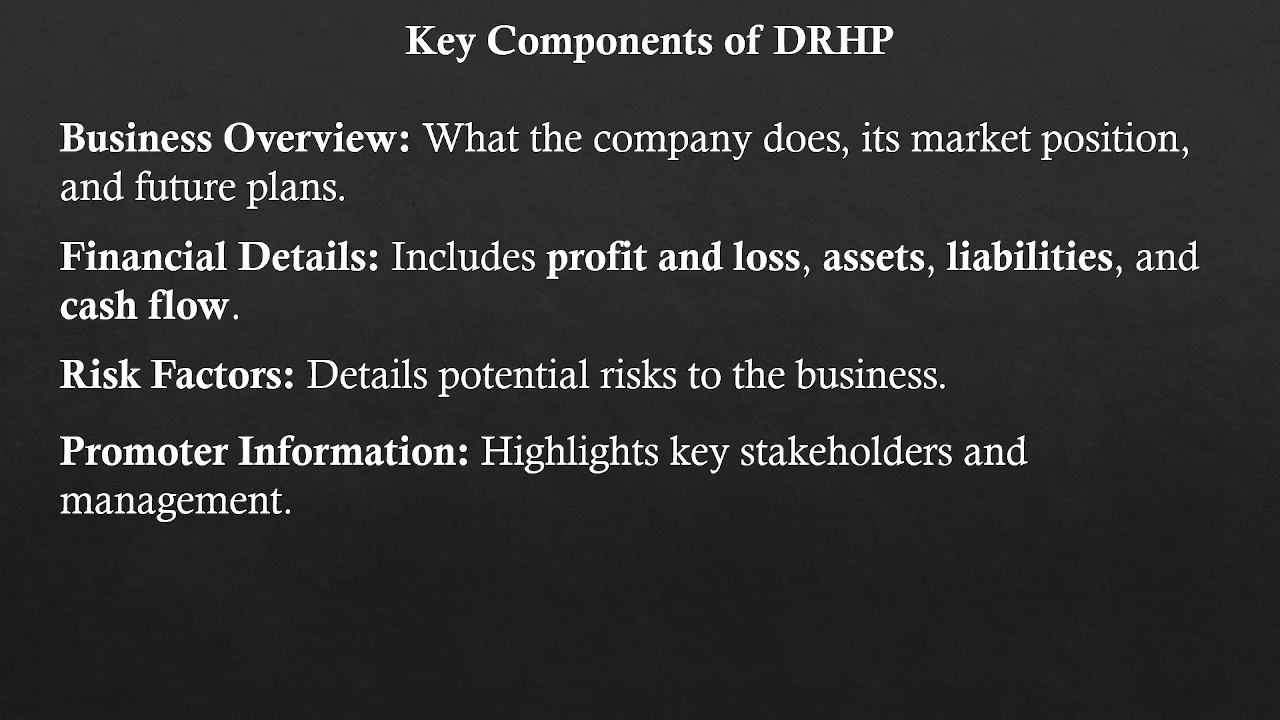 Key Components of DRHP
Business Overview: What the company does, its market position,
and future plans.
Financial Details: Includes profit and loss, assets, liabilities, and
cash flow.
Risk Factors: Details potential risks to the business.
Promoter Information: Highlights key stakeholders and
management.